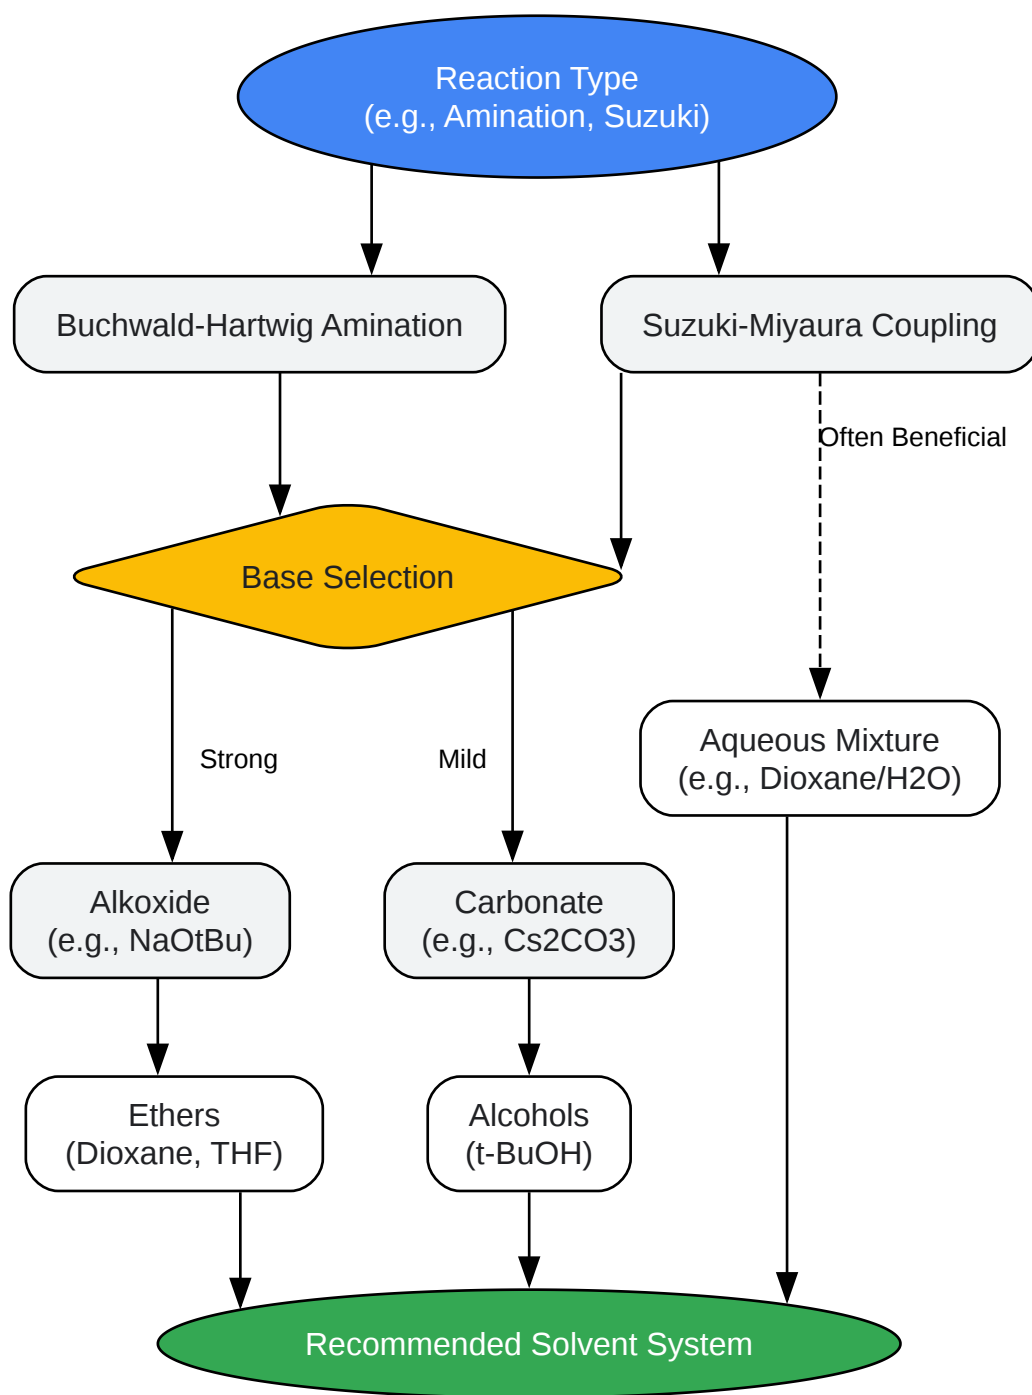 Reaction Type
(e.g., Amination, Suzuki)
Buchwald-Hartwig Amination
Suzuki-Miyaura Coupling
Often Beneficial
Base Selection
Strong
Mild
Aqueous Mixture
(e.g., Dioxane/H2O)
Alkoxide
(e.g., NaOtBu)
Carbonate
(e.g., Cs2CO3)
Ethers
(Dioxane, THF)
Alcohols
(t-BuOH)
Recommended Solvent System